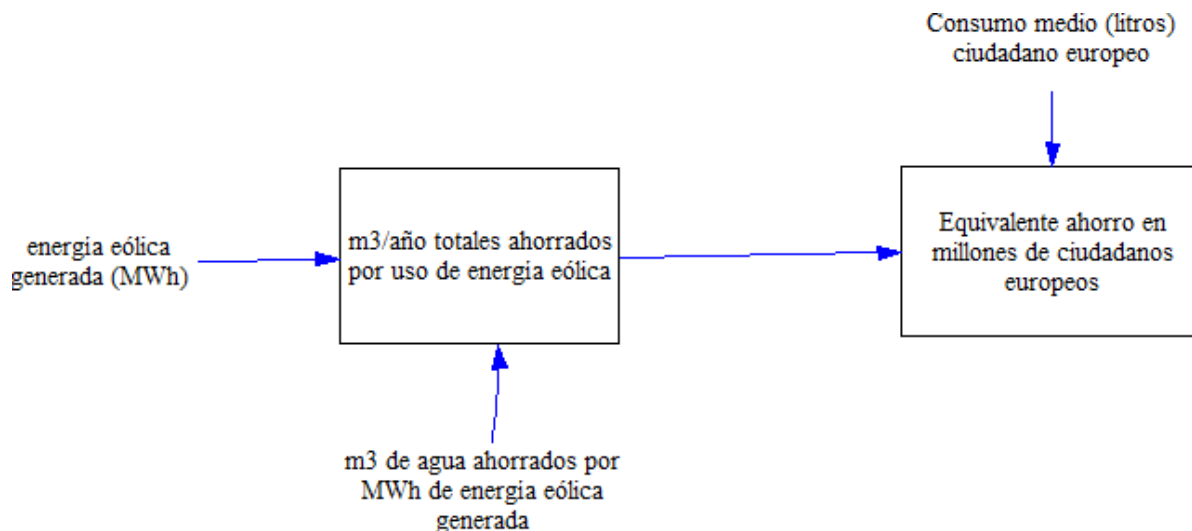 Consumo medio (litros)
ciudadano europeo
energia eólica
generada (MWh)
m3/año totales ahorrados
por uso de energía eólica
Equivalente ahorro en
millones de ciudadanos
europeos
m3 de agua ahorrados por
MWh de energía eólica
generada